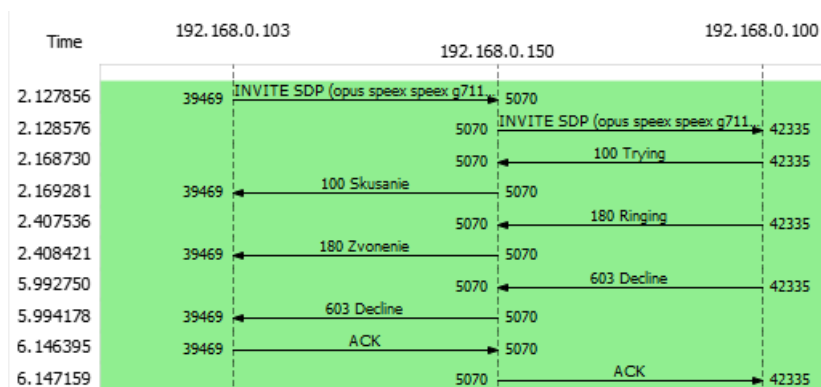 Time 192.168.0.103 192.168.0.150 192.168.0.100
2.127856 39469 INVITE SDP (opus speex speex g711... 5070
2.128576 5070 INVITE SDP (opus speex speex g711... 42335
2.168730 5070 100 Trying 42335
2.169281 39469 100 Skusanie 5070
2.407536 5070 180 Ringing 42335
2.408421 39469 180 Zvonenie 5070
5.992750 5070 603 Decline 42335
5.994178 39469 603 Decline 5070
6.146395 39469 ACK 5070
6.147159 5070 ACK 42335